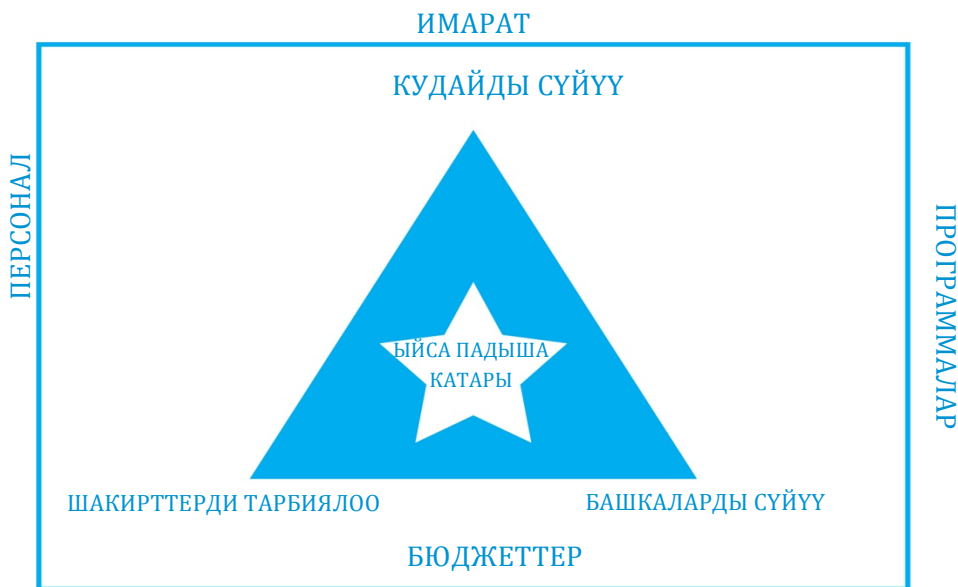 ИМАРАТ
КУДАЙДЫ СҮЙҮҮ
ПЕРСОНАЛ
ПРОГРАММАЛАР
ЫЙСА ПАДЫША
КАТАРЫ
ШАКИРТТЕРДИ ТАРБИЯЛОО
БАШКАЛАРДЫ СҮЙҮҮ
БЮДЖЕТТЕР